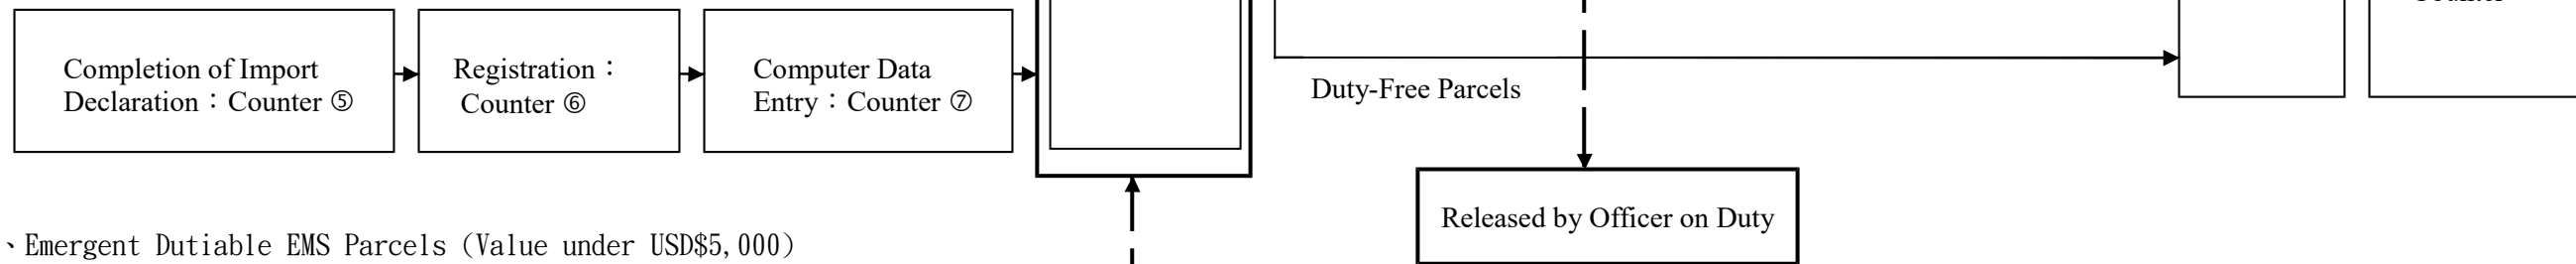 Completion of Import
Declaration：Counter ⑤
Registration：
Counter ⑥
Computer Data
Entry：Counter ⑦
Duty-Free Parcels
Released by Officer on Duty
、Emergent Dutiable EMS Parcels (Value under USD$5,000)